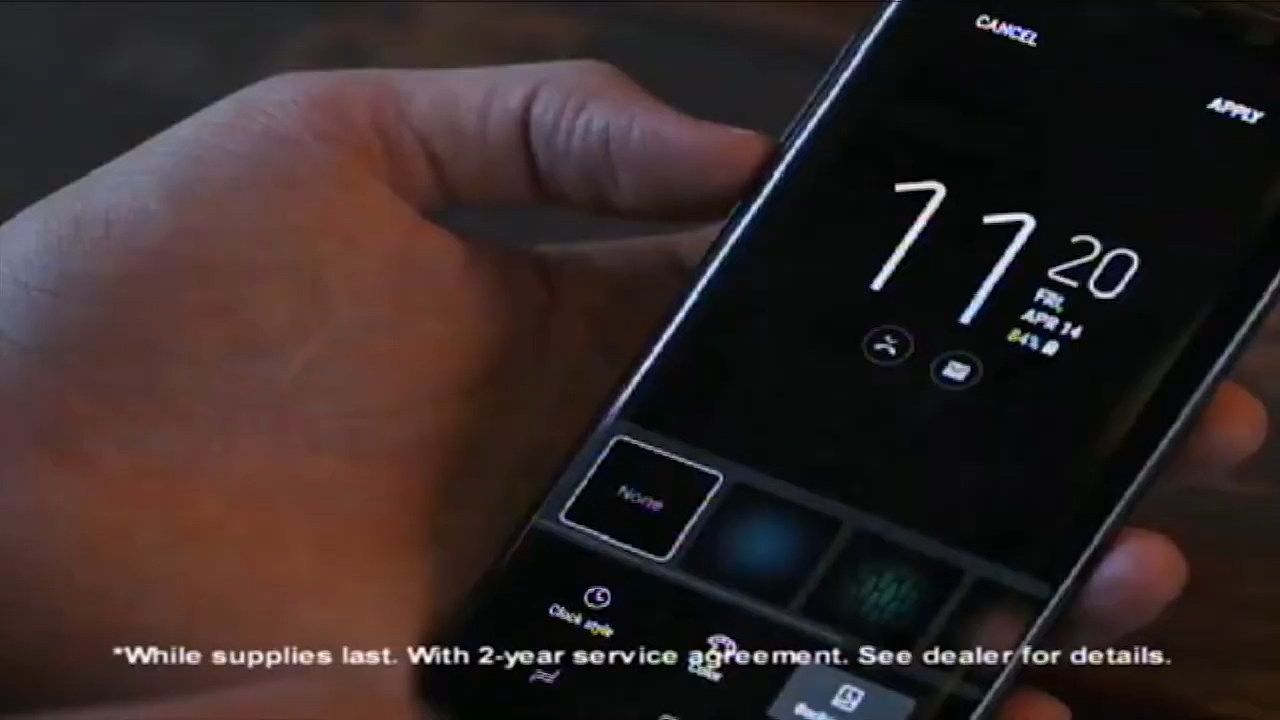 CANCEL
APPLY
11
20
FRI,
APR 14
84%
None
Clock style
Color
*While supplies last. With 2-year service agreement. See dealer for details.